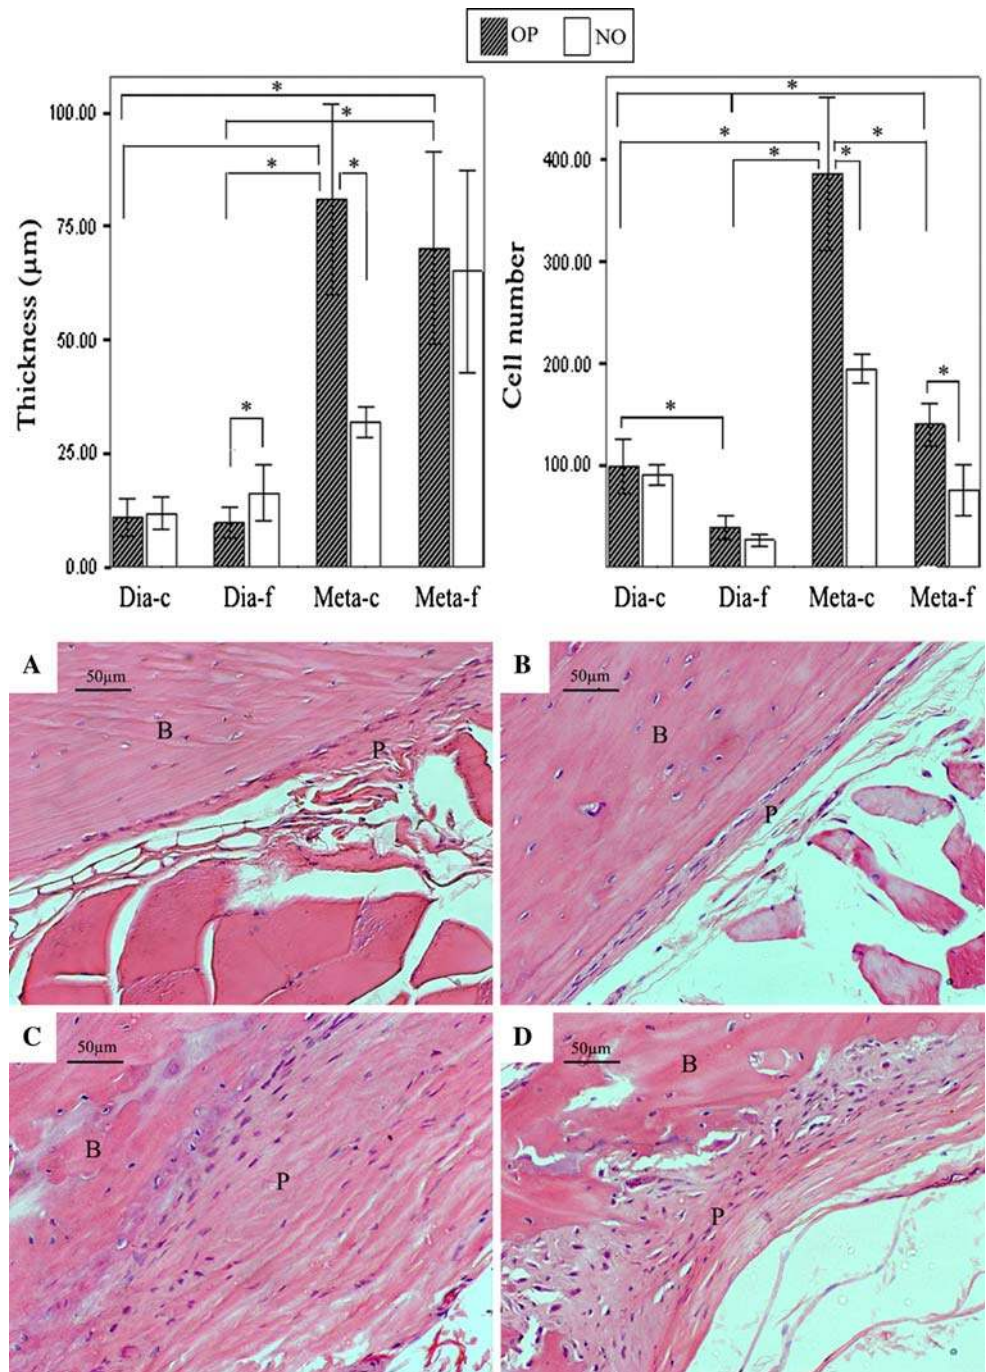 OP NO
Thickness (µm)
100.00
75.00
50.00
25.00
0.00
* * * * *
Dia-c Dia-f Meta-c Meta-f
Cell number
400.00
300.00
200.00
100.00
* * * * * * *
Dia-c Dia-f Meta-c Meta-f
A
50µm
B
P
B
50µm
B
P
C
50µm
B
P
D
50µm
B
P